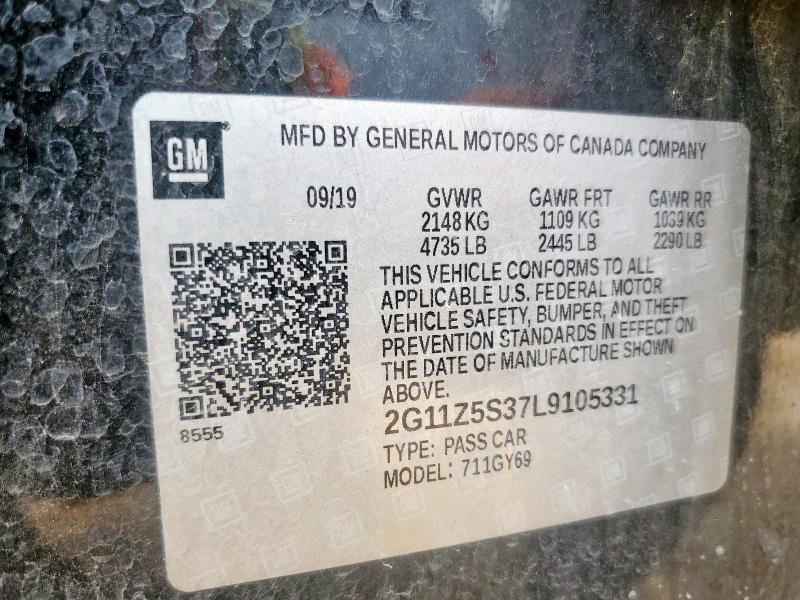 GM
MFD BY GENERAL MOTORS OF CANADA COMPANY
09/19 GVWR GAWR FRT GAWR RR
2148 KG 1109 KG 1039 KG
4735 LB 2445 LB 2290 LB
THIS VEHICLE CONFORMS TO ALL
APPLICABLE U.S. FEDERAL MOTOR
VEHICLE SAFETY, BUMPER, AND THEFT
PREVENTION STANDARDS IN EFFECT ON
THE DATE OF MANUFACTURE SHOWN
ABOVE.
8555
2G11Z5S37L9105331
TYPE: PASS CAR
MODEL: 711GY69